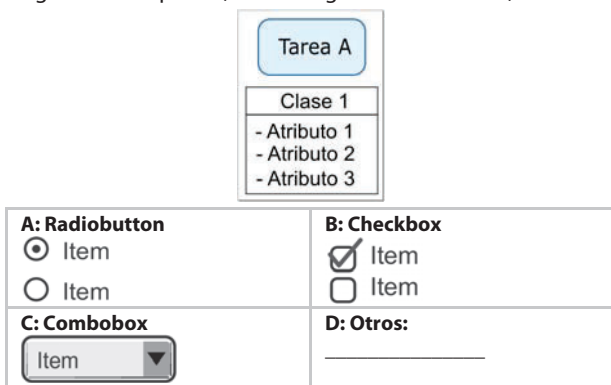 Tarea A
Clase 1
- Atributo 1
- Atributo 2
- Atributo 3
A: Radiobutton
Item
Item
B: Checkbox
Item
Item
C: Combobox
Item
D: Otros: